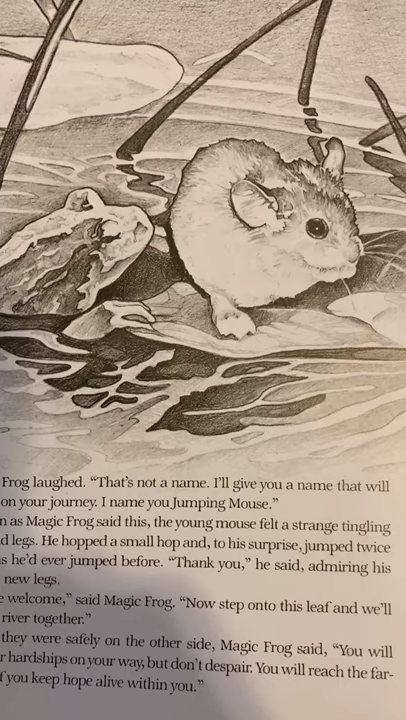 Frog laughed. “That’s not a name. I’ll give you a name that will
on your journey. I name you Jumping Mouse.”
n as Magic Frog said this, the young mouse felt a strange tingling
d legs. He hopped a small hop and, to his surprise, jumped twice
s he’d ever jumped before. “Thank you,” he said, admiring his
new legs.
e welcome,” said Magic Frog. “Now step onto this leaf and we’ll
river together.”
they were safely on the other side, Magic Frog said, “You will
r hardships on your way, but don’t despair. You will reach the far-
f you keep hope alive within you.”